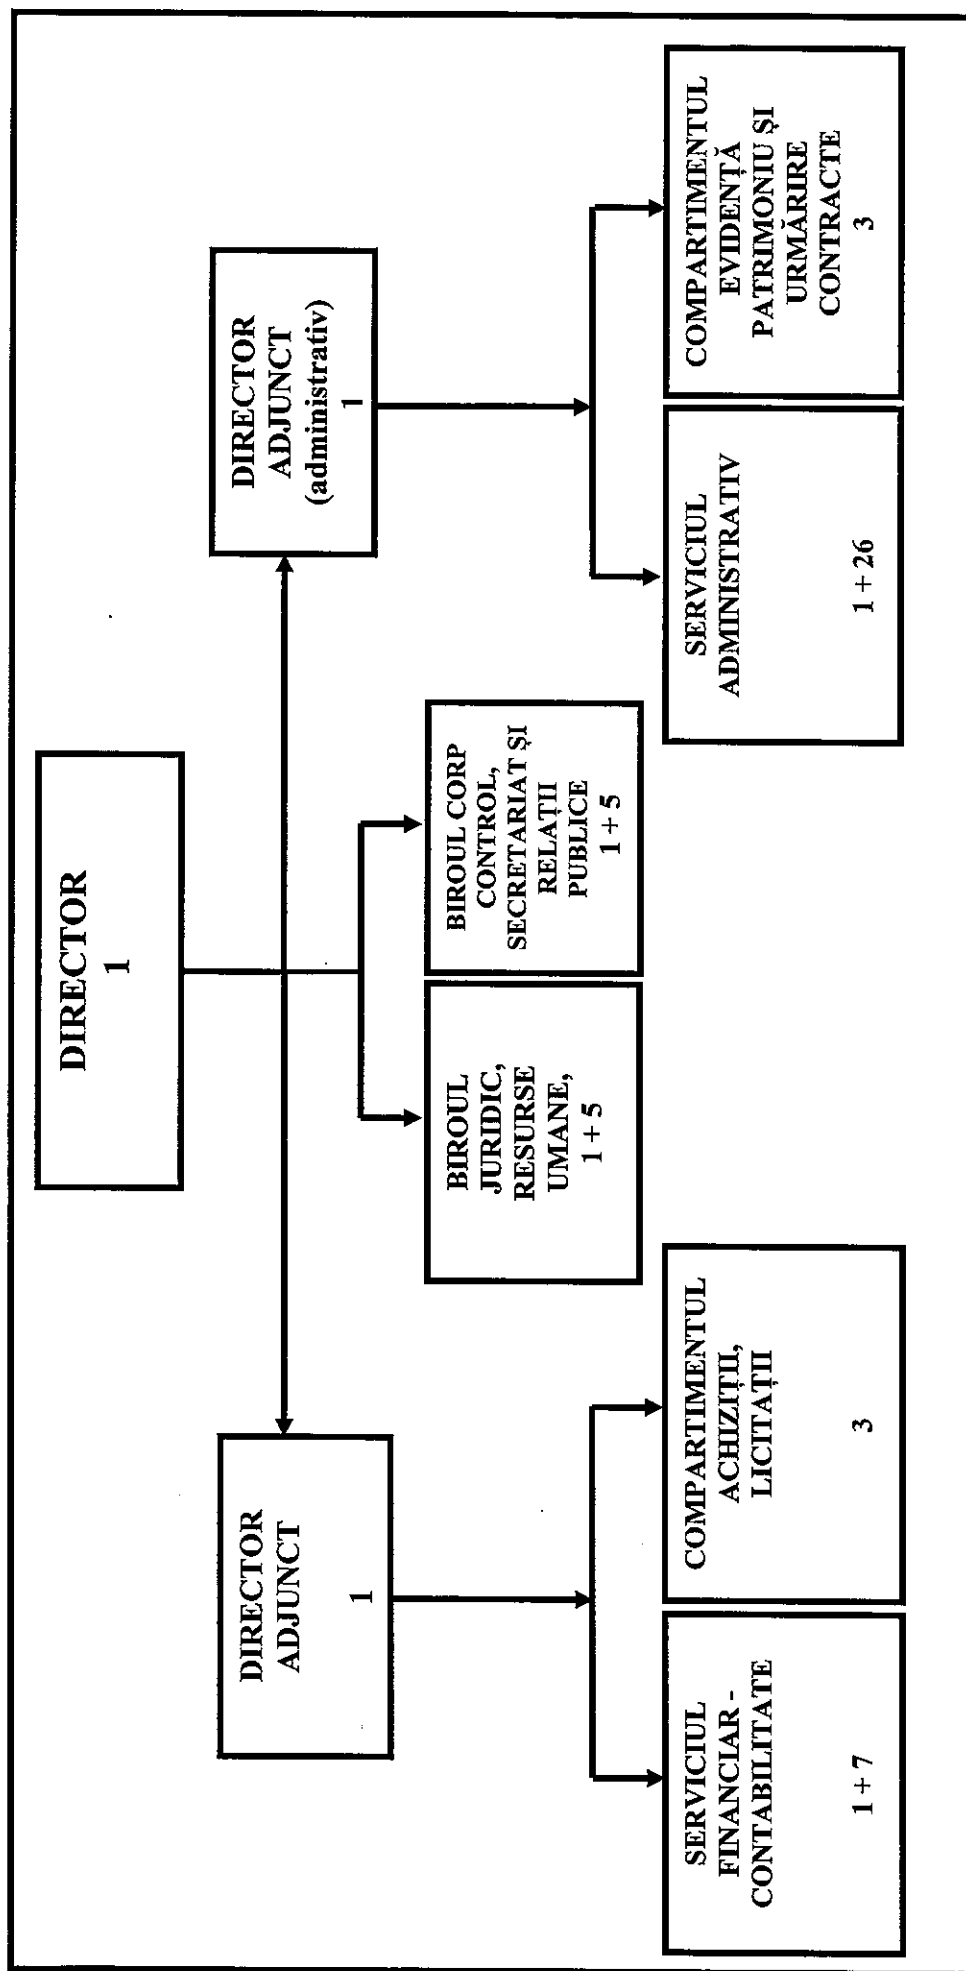 DIRECTOR
1
DIRECTOR
ADJUNCT
1
DIRECTOR
ADJUNCT
(administrativ)
1
BIROUL
JURIDIC,
RESURSE
UMANE,
1 + 5
BIROUL CORP
CONTROL,
SECRETARIAT ȘI
RELAȚII
PUBLICE
1 + 5
SERVICIUL
FINANCIAR -
CONTABILITATE
1 + 7
COMPARTIMENTUL
ACHIZIȚII,
LICITAȚII
3
SERVICIUL
ADMINISTRATIV
1 + 26
COMPARTIMENTUL
EVIDENȚĂ
PATRIMONIU ȘI
URMĂRIRE
CONTRACTE
3